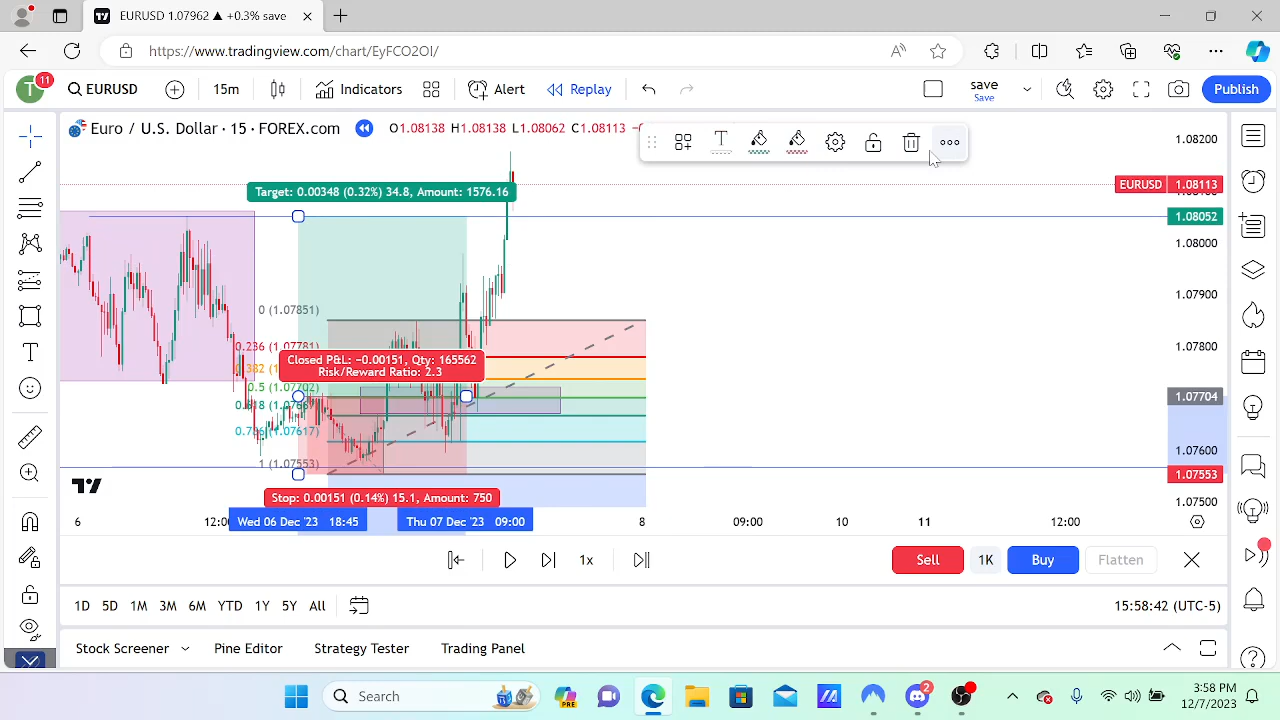 EURUSD 1.07962 ▲ +0.3% save
https://www.tradingview.com/chart/EyFCO2OI/
T 11 EURUSD 15m Indicators Alert Replay save Save Publish
Euro / U.S. Dollar · 15 · FOREX.com O1.08138 H1.08138 L1.08062 C1.08113
Target: 0.00348 (0.32%) 34.8, Amount: 1576.16
0 (1.07851)
0.236 (1.07781)
Closed P&L: −0.00151, Qty: 165562
Risk/Reward Ratio: 2.3
0.5 (1.07702)
1 (1.07553)
Stop: 0.00151 (0.14%) 15.1, Amount: 750
1.08200
EURUSD 1.08113
1.08052
1.08000
1.07900
1.07800
1.07704
1.07600
1.07553
1.07500
6 12:00 Wed 06 Dec '23 18:45 Thu 07 Dec '23 09:00 8 09:00 10 11 12:00
1x Sell 1K Buy Flatten
1D 5D 1M 3M 6M YTD 1Y 5Y All 15:58:42 (UTC-5)
Stock Screener Pine Editor Strategy Tester Trading Panel
Search PRE 2 3:58 PM
12/7/2023